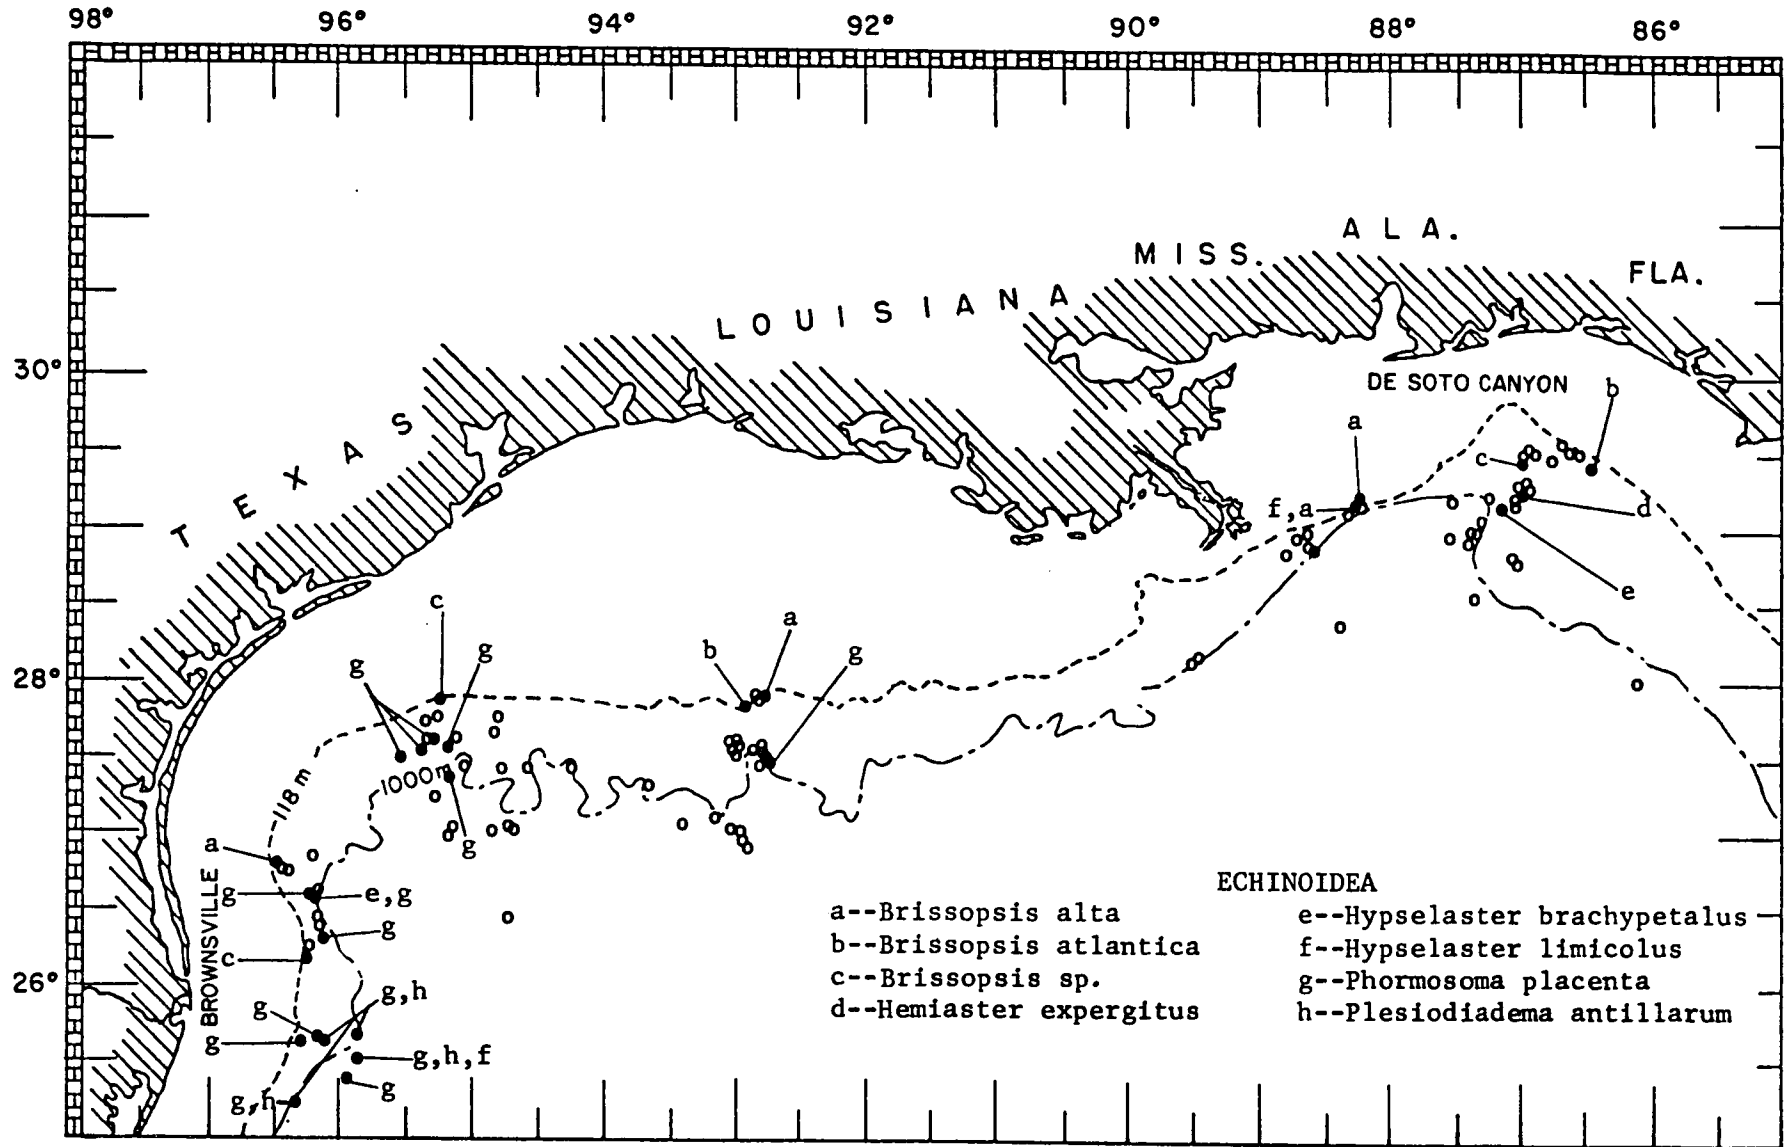 98° 96° 94° 92° 90° 88° 86°
ALA.
MISS.
FLA.
LOUISIANA
30°
DE SOTO CANYON
b
TEXAS
a
c
f,a
d
e
c
a
b
g
g
g
28°
118m
1000m
g
a
BROWNSVILLE
g
e,g
g
c
26°
g,h
g
g
g,h,f
g
g,h
ECHINOIDEA
a--Brissopsis alta
b--Brissopsis atlantica
c--Brissopsis sp.
d--Hemiaster expergitus
e--Hypselaster brachypetalus
f--Hypselaster limicolus
g--Phormosoma placenta
h--Plesiodiadema antillarum